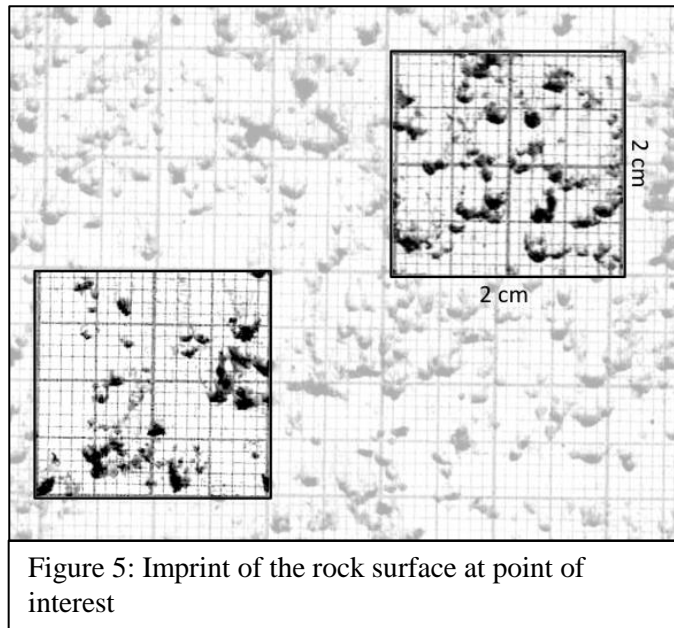 2 cm
2 cm
Figure 5: Imprint of the rock surface at point of
interest